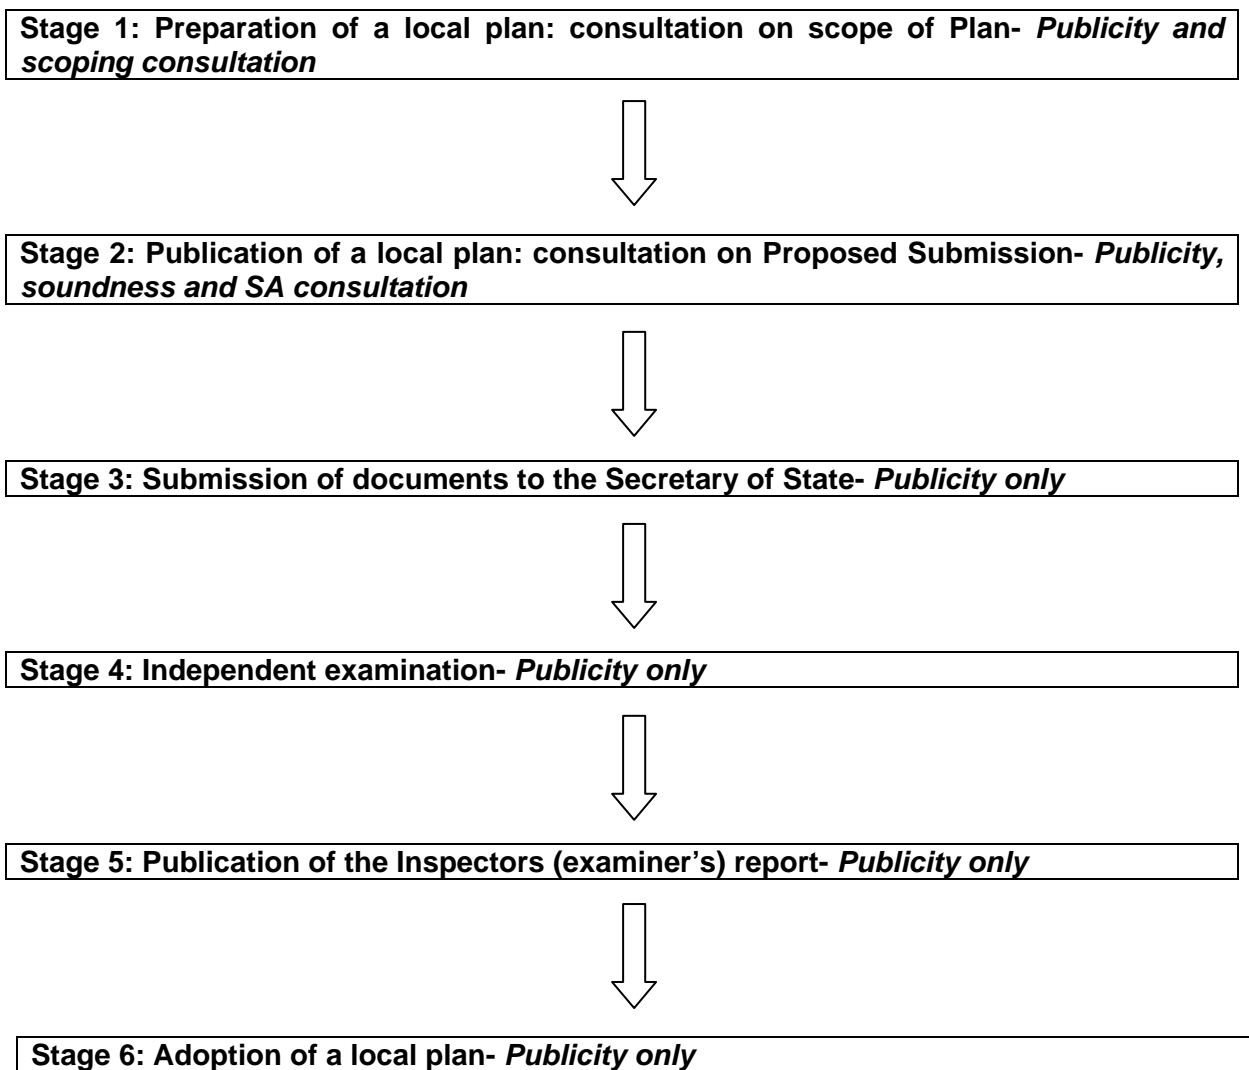 Stage 1: Preparation of a local plan: consultation on scope of Plan- Publicity and
scoping consultation
Stage 2: Publication of a local plan: consultation on Proposed Submission- Publicity,
soundness and SA consultation
Stage 3: Submission of documents to the Secretary of State- Publicity only
Stage 4: Independent examination- Publicity only
Stage 5: Publication of the Inspectors (examiner's) report- Publicity only
Stage 6: Adoption of a local plan- Publicity only